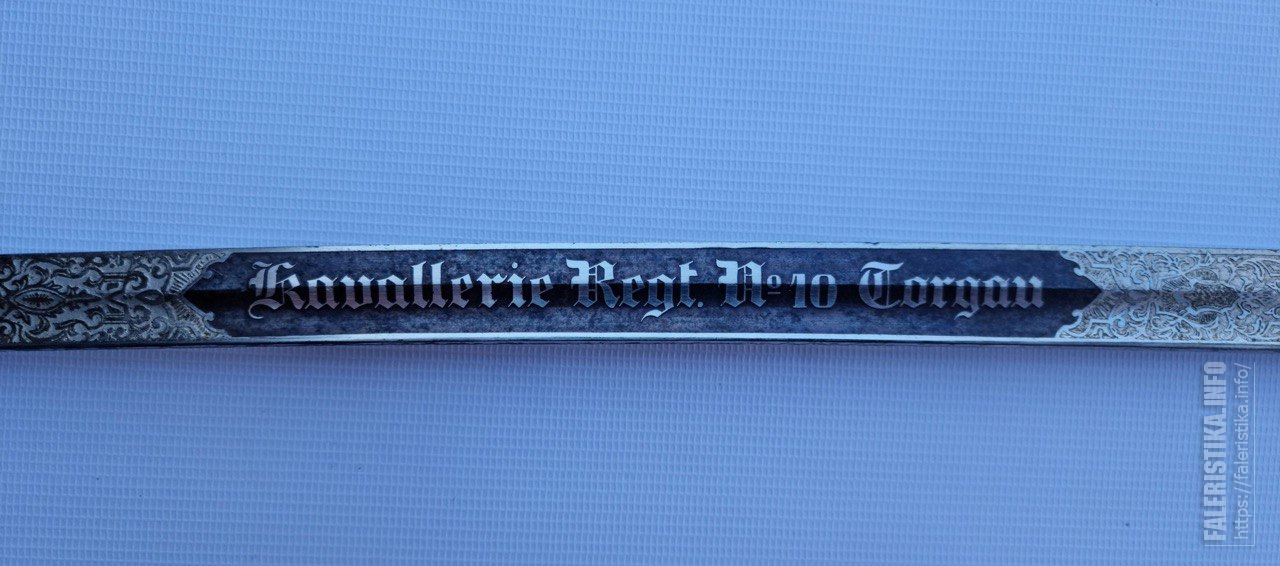 Kavallerie Regt. No 10 Torgau
FALERISTIKA.INFO
https://faleristika.info/